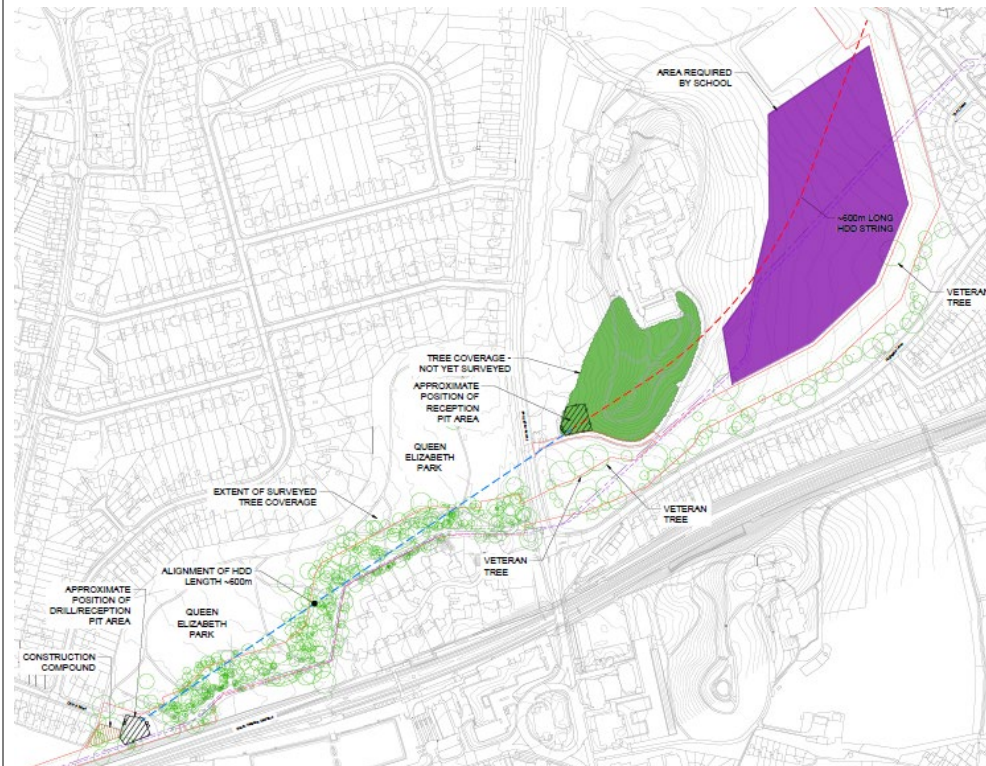 AREA REQUIRED
BY SCHOOL
~600m LONG
HDD STRING
VETERAN
TREE
TREE COVERAGE -
NOT YET SURVEYED
APPROXIMATE
POSITION OF
RECEPTION
PIT AREA
QUEEN
ELIZABETH
PARK
EXTENT OF SURVEYED
TREE COVERAGE
VETERAN
TREE
VETERAN
TREE
ALIGNMENT OF HDD
LENGTH ~600m
APPROXIMATE
POSITION OF
DRILL/RECEPTION
PIT AREA
QUEEN
ELIZABETH
PARK
CONSTRUCTION
COMPOUND